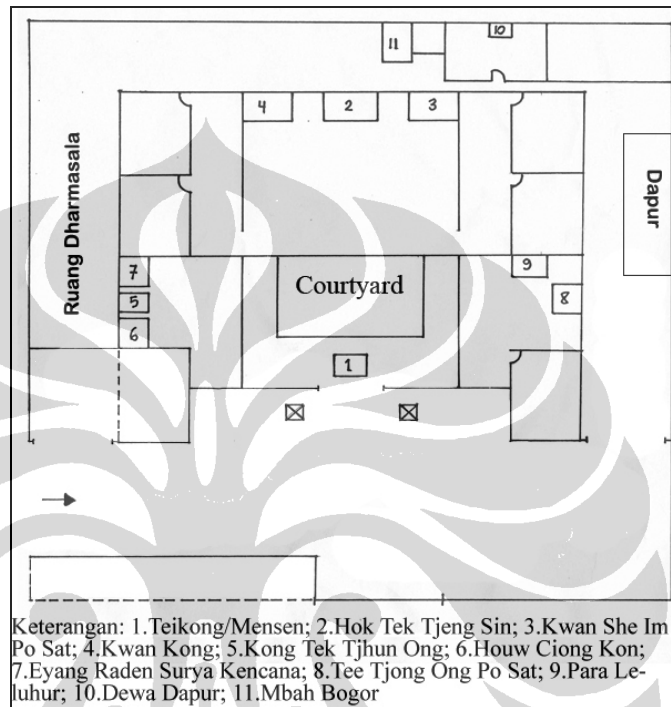 11
10
4
2
3
Ruang Dharmasala
Dapur
7
5
6
Courtyard
9
8
1
Keterangan: 1.Teikong/Mensen; 2.Hok Tek Tjeng Sin; 3.Kwan She Im
Po Sat; 4.Kwan Kong; 5.Kong Tek Tjhun Ong; 6.Houw Ciong Kon;
7.Eyang Raden Surya Kencana; 8.Tee Tjong Ong Po Sat; 9.Para Le-
luhur; 10.Dewa Dapur; 11.Mbah Bogor